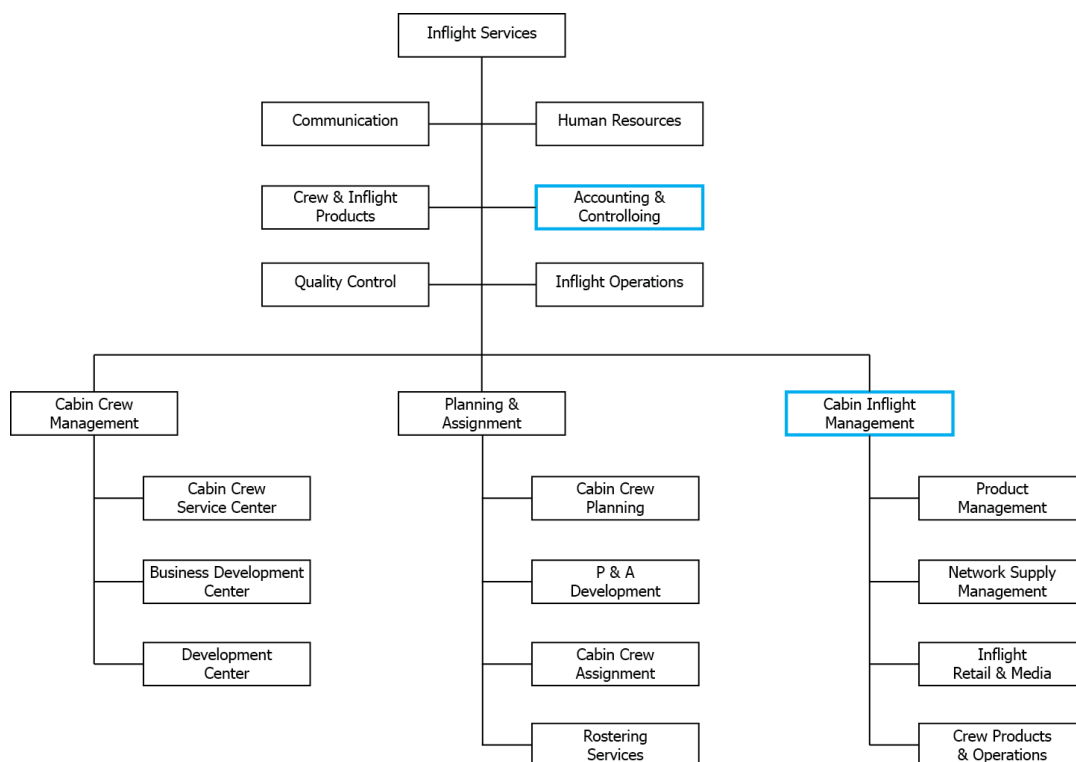 Inflight Services
Communication
Human Resources
Crew & Inflight
Products
Accounting &
Controlloing
Quality Control
Inflight Operations
Cabin Crew
Management
Planning &
Assignment
Cabin Inflight
Management
Cabin Crew
Service Center
Cabin Crew
Planning
Product
Management
Business Development
Center
P & A
Development
Network Supply
Management
Development
Center
Cabin Crew
Assignment
Inflight
Retail & Media
Rostering
Services
Crew Products
& Operations